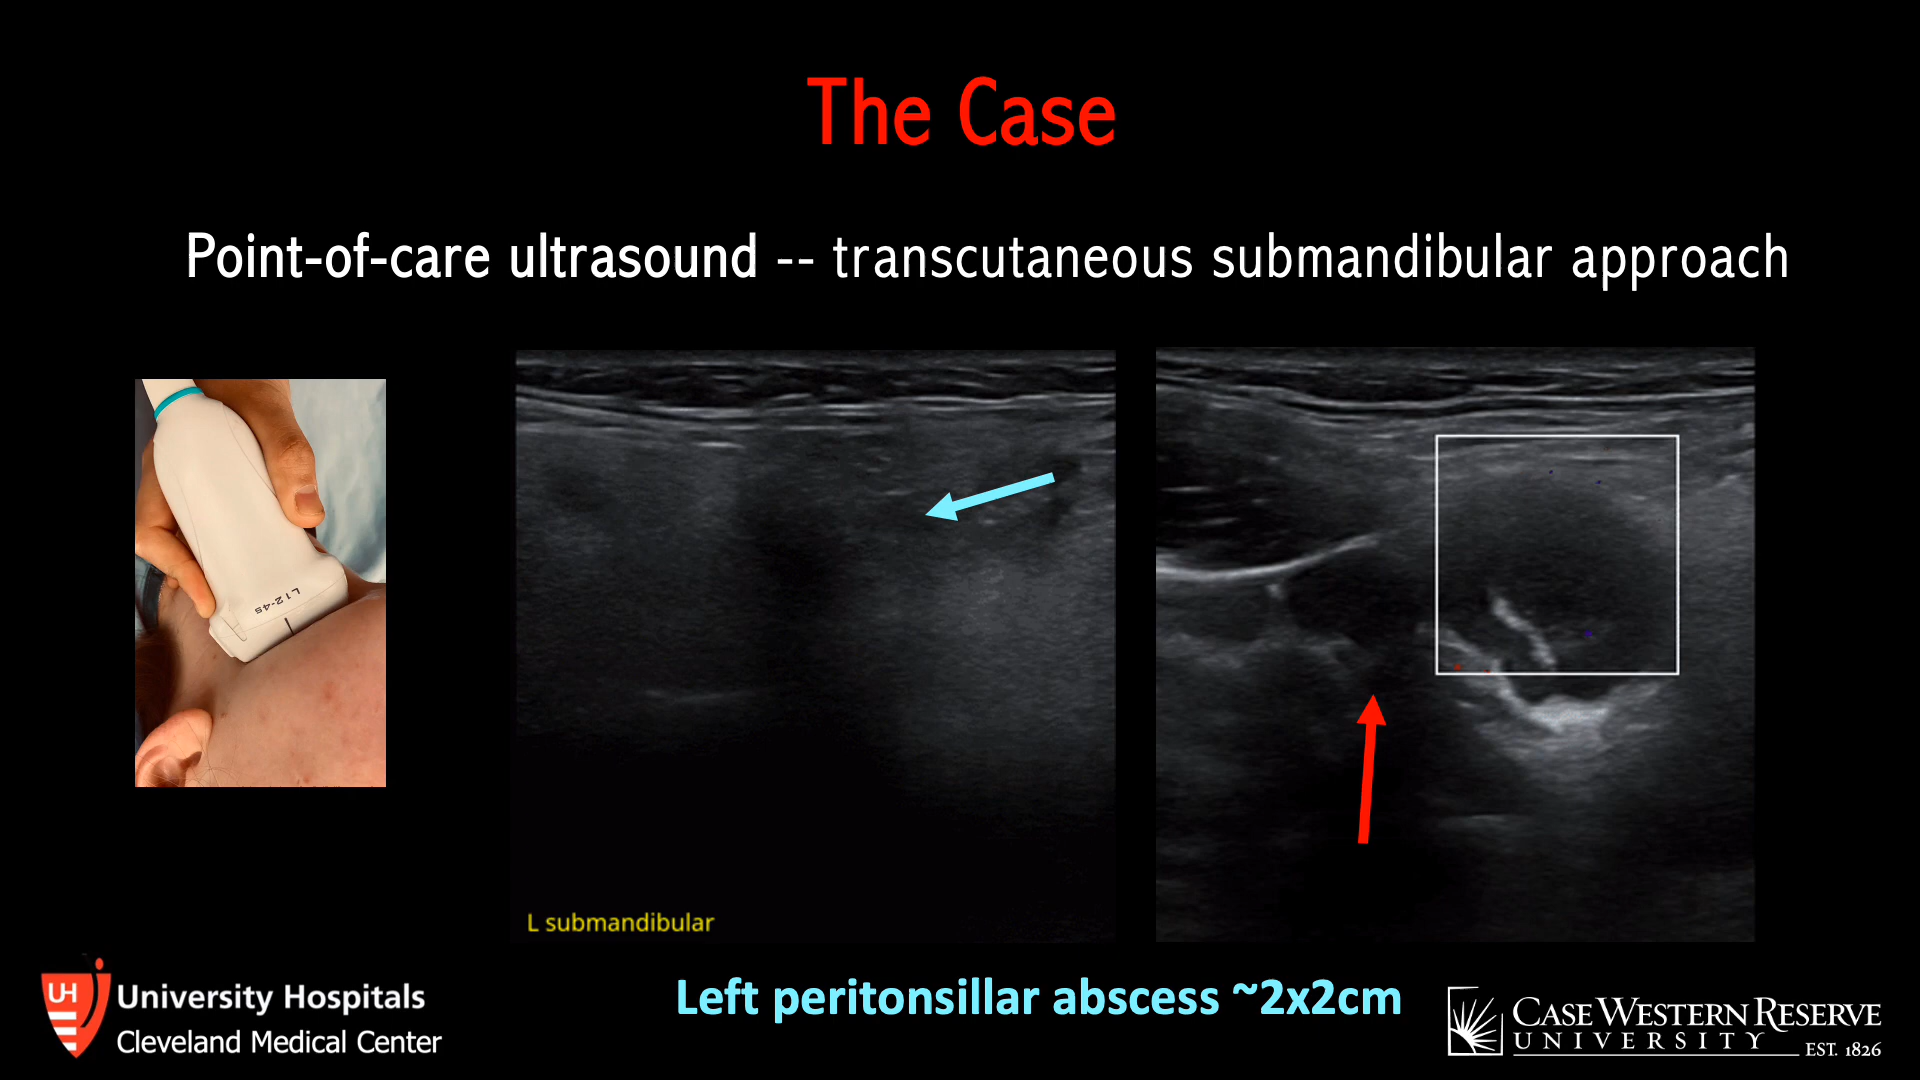 The Case
Point-of-care ultrasound -- transcutaneous submandibular approach
L12-4s
L submandibular
Left peritonsillar abscess ~2x2cm
UH
University Hospitals
Cleveland Medical Center
CASE WESTERN RESERVE
UNIVERSITY
EST. 1826